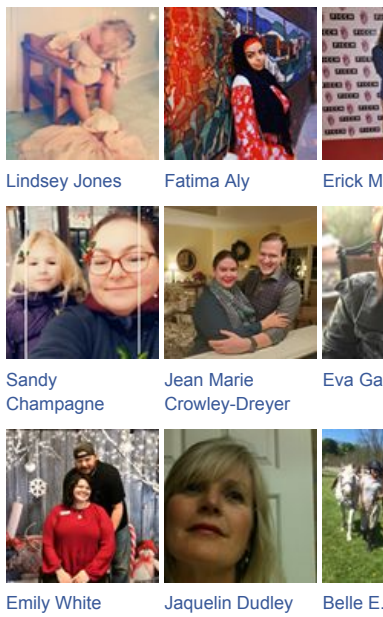 Lindsey Jones
Fatima Aly
Erick M
Sandy
Champagne
Jean Marie
Crowley-Dreyer
Eva Ga
Emily White
Jaquelin Dudley
Belle E.